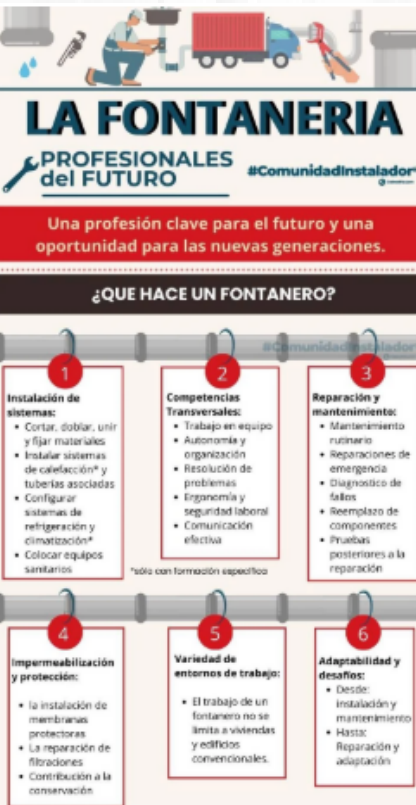 LA FONTANERIA
PROFESIONALES
del FUTURO
#ComunidadInstalador
Una profesión clave para el futuro y una
oportunidad para las nuevas generaciones.
¿QUE HACE UN FONTANERO?
#ComunidadInstalador
1
Instalación de
sistemas:
• Cortar, doblar, unir
y fijar materiales
• Instalar sistemas
de calefacción* y
tuberías asociadas
• Configurar
sistemas de
refrigeración y
climatización*
• Colocar equipos
sanitarios
2
Competencias
Transversales:
• Trabajo en equipo
• Autonomía y
organización
• Resolución de
problemas
• Ergonomía y
seguridad laboral
• Comunicación
efectiva
*sólo con formación específica
3
Reparación y
mantenimiento:
• Mantenimiento
rutinario
• Reparaciones de
emergencia
• Diagnostico de
fallos
• Reemplazo de
componentes
• Pruebas
posteriores a la
reparación
4
Impermeabilización
y protección:
• la instalación de
membranas
protectoras
• La reparación de
filtraciones
• Contribución a la
conservación
5
Variedad de
entornos de trabajo:
• El trabajo de un
fontanero no se
limita a viviendas
y edificios
convencionales.
6
Adaptabilidad y
desafíos:
• Desde:
instalación y
mantenimiento
• Hasta:
Reparación y
adaptación